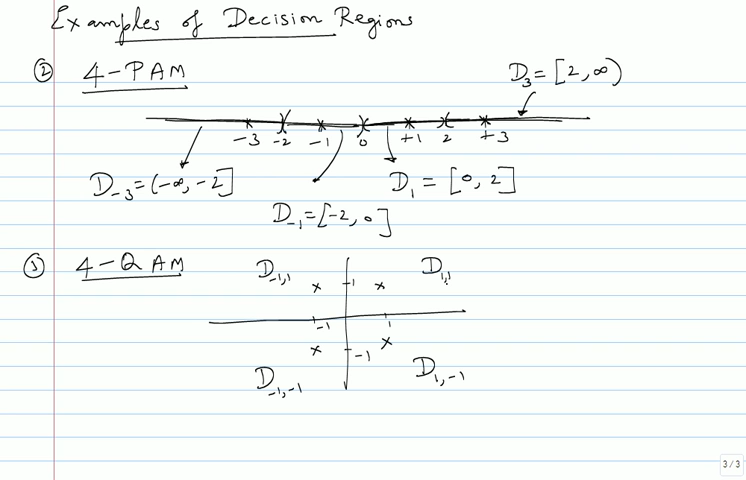 Examples of Decision Regions
② 4-PAM
D₃ = [2, ∞)
-3 -2 -1 0 +1 2 +3
D₋₃ = (-∞, -2]
D₁ = [0, 2]
D₋₁ = [-2, 0]
③ 4-QAM
D₋₁,₁ × 1 × D₁,₁
-1 1
× -1 ×
D₋₁,₋₁ D₁,₋₁
3/3